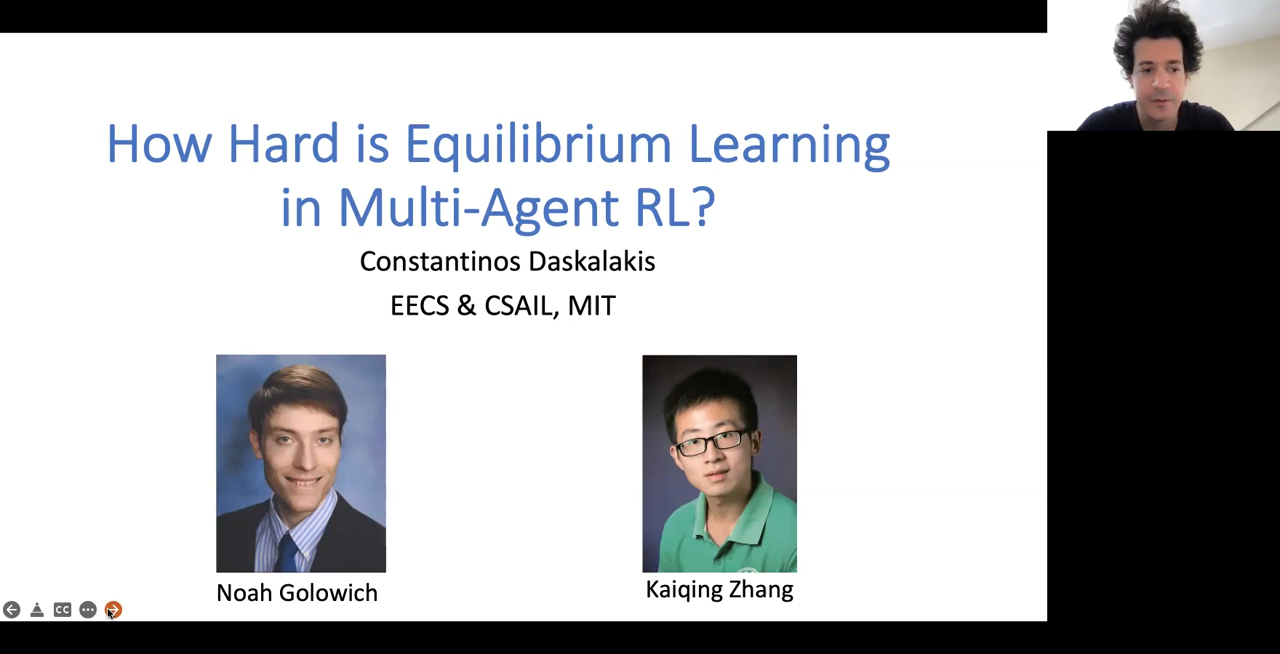 How Hard is Equilibrium Learning
in Multi-Agent RL?
Constantinos Daskalakis
EECS & CSAIL, MIT
Noah Golowich
Kaiqing Zhang
CC